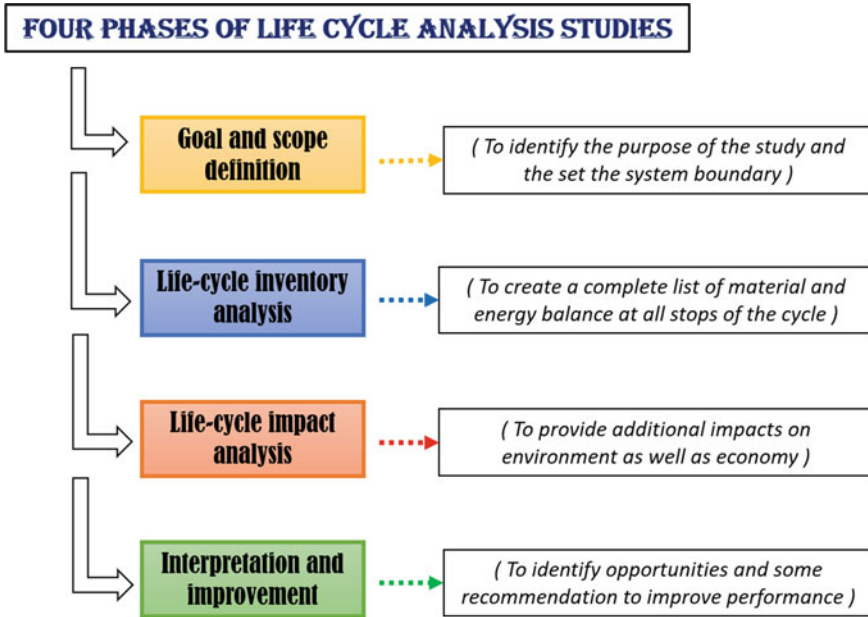 FOUR PHASES OF LIFE CYCLE ANALYSIS STUDIES
Goal and scope
definition
( To identify the purpose of the study and
the set the system boundary )
Life-cycle inventory
analysis
( To create a complete list of material and
energy balance at all stops of the cycle )
Life-cycle impact
analysis
( To provide additional impacts on
environment as well as economy )
Interpretation and
improvement
( To identify opportunities and some
recommendation to improve performance )